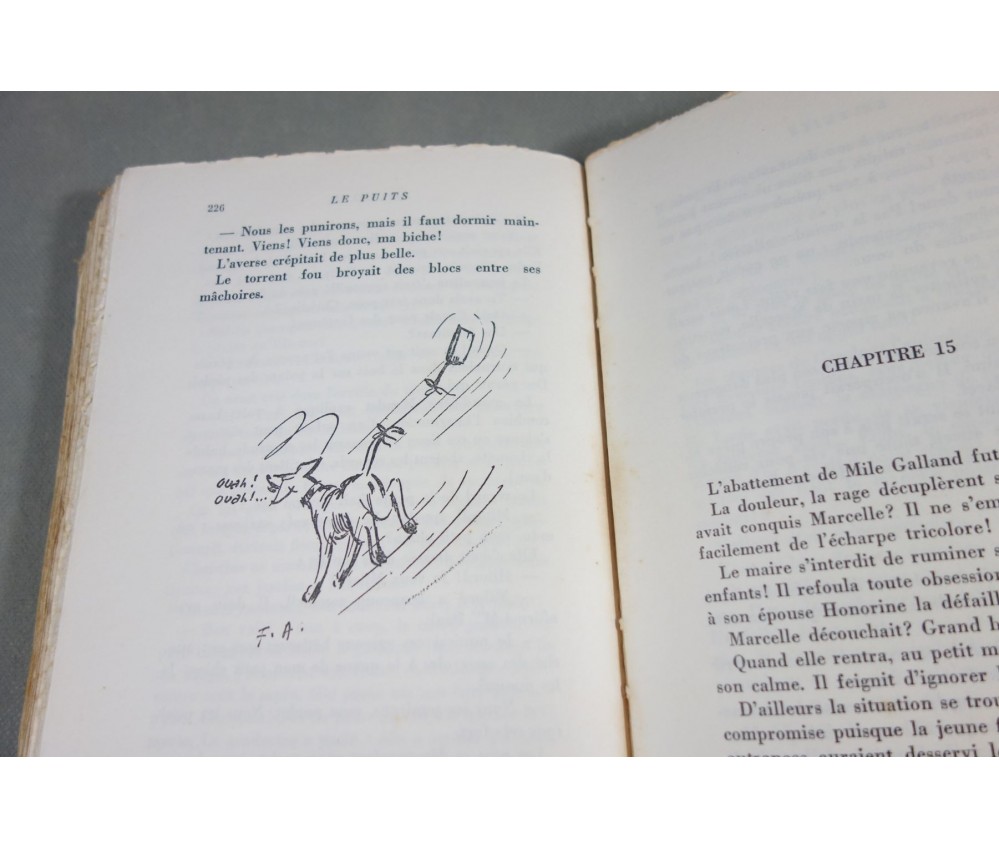 226
LE PUITS
— Nous les punirons, mais il faut dormir main-
tenant. Viens! Viens donc, ma biche!
L'averse crépitait de plus belle.
Le torrent fou broyait des blocs entre ses
mâchoires.
ouah!
ouah!...
F. A.
CHAPITRE 15
L'abattement de Mlle Galland fut
La douleur, la rage décuplèrent s
avait conquis Marcelle? Il ne s'em
facilement de l'écharpe tricolore!
Le maire s'interdit de ruminer s
enfants! Il refoula toute obsession
à son épouse Honorine la défaill
Marcelle découchait? Grand b
Quand elle rentra, au petit m
son calme. Il feignit d'ignorer l
D'ailleurs la situation se trou
compromise puisque la jeune f
auraient desservi l